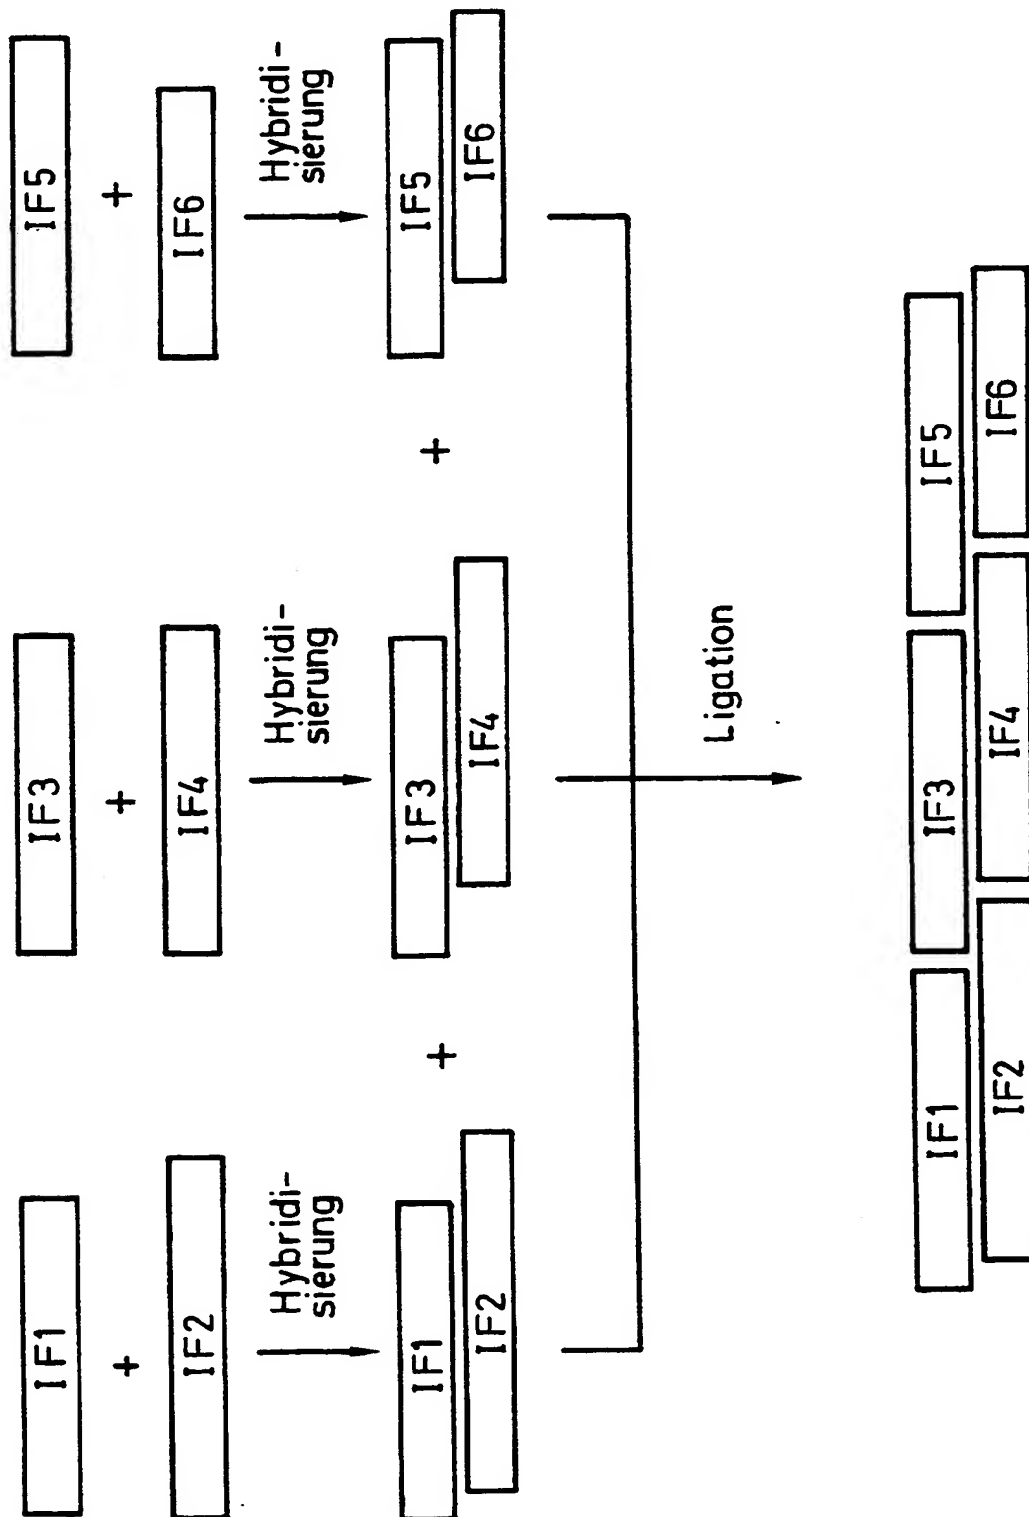 IF1
IF3
IF5
+
+
+
IF2
IF4
IF6
Hybridi-
sierung
Hybridi-
sierung
Hybridi-
sierung
IF1
+
IF3
+
IF5
IF2
IF4
IF6
Ligation
IF1
IF3
IF5
IF2
IF4
IF6